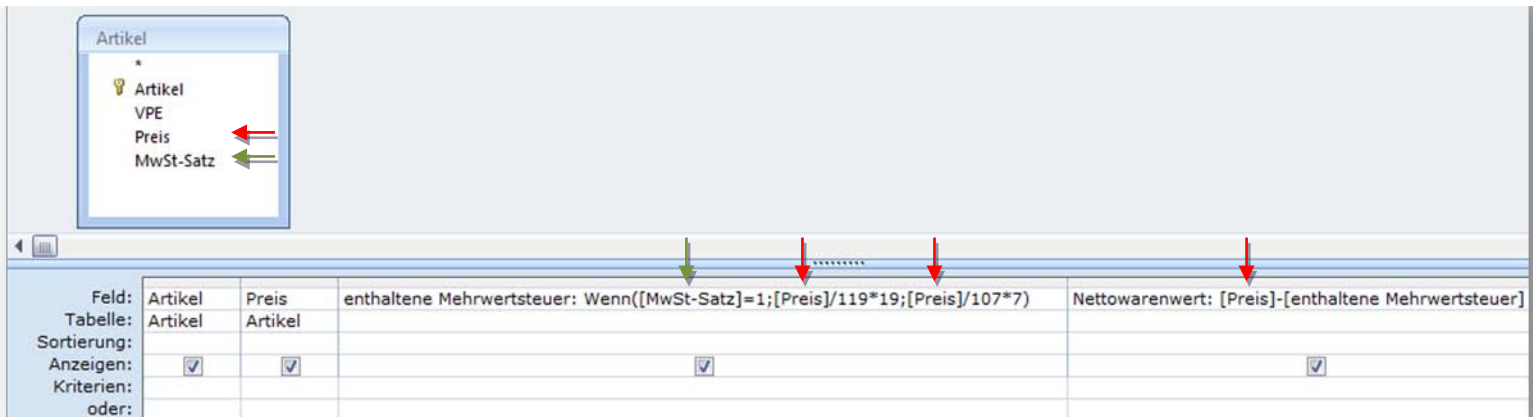 Artikel
*
Artikel
VPE
Preis
MwSt-Satz
Feld: Artikel Preis enthaltene Mehrwertsteuer: Wenn([MwSt-Satz]=1;[Preis]/119*19;[Preis]/107*7) Nettowarenwert: [Preis]-[enthaltene Mehrwertsteuer]
Tabelle: Artikel Artikel
Sortierung:
Anzeigen:
Kriterien:
oder: